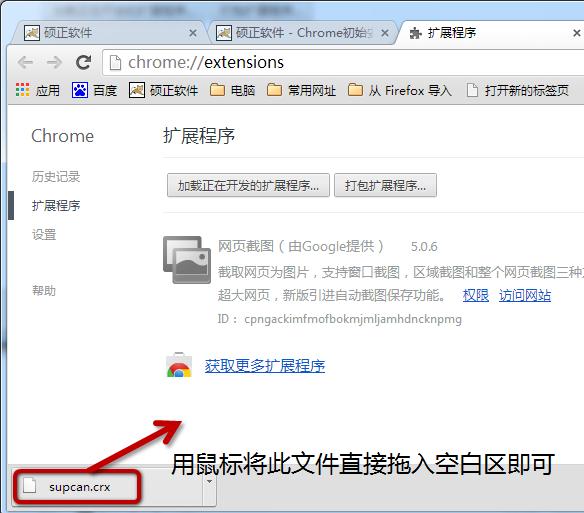 硕正软件
硕正软件 - Chrome初始
扩展程序
chrome://extensions
应用 百度 硕正软件 电脑 常用网址 从 Firefox 导入 打开新的标签页
Chrome
扩展程序
历史记录
扩展程序
设置
帮助
加载正在开发的扩展程序... 打包扩展程序...
网页截图（由Google提供） 5.0.6
截取网页为图片，支持窗口截图，区域截图和整个网页截图三种
超大网页，新版引进自动截图保存功能。 权限 访问网站
ID： cpngackimfmofbokmjmljamhdncknpmg
获取更多扩展程序
用鼠标将此文件直接拖入空白区即可
supcan.crx